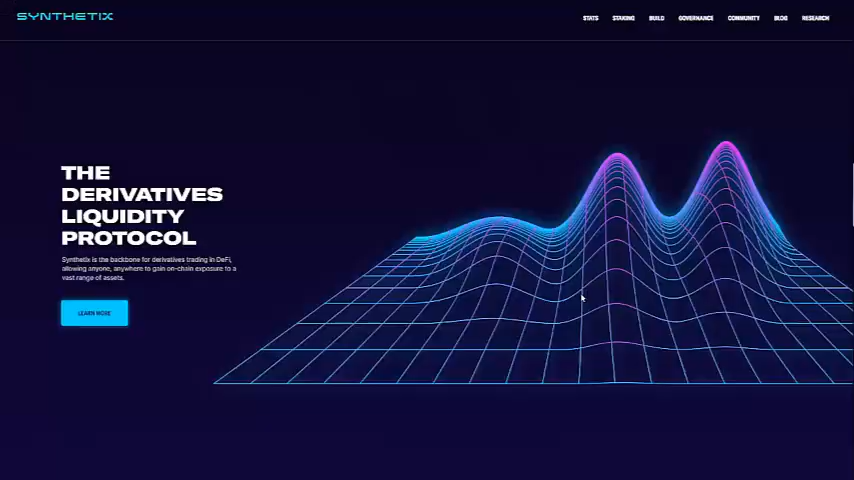 SYNTHETIX
STATS STAKING BUILD GOVERNANCE COMMUNITY BLOG RESEARCH
THE
DERIVATIVES
LIQUIDITY
PROTOCOL
Synthetix is the backbone for derivatives trading in DeFi,
allowing anyone, anywhere to gain on-chain exposure to a
vast range of assets.
LEARN MORE